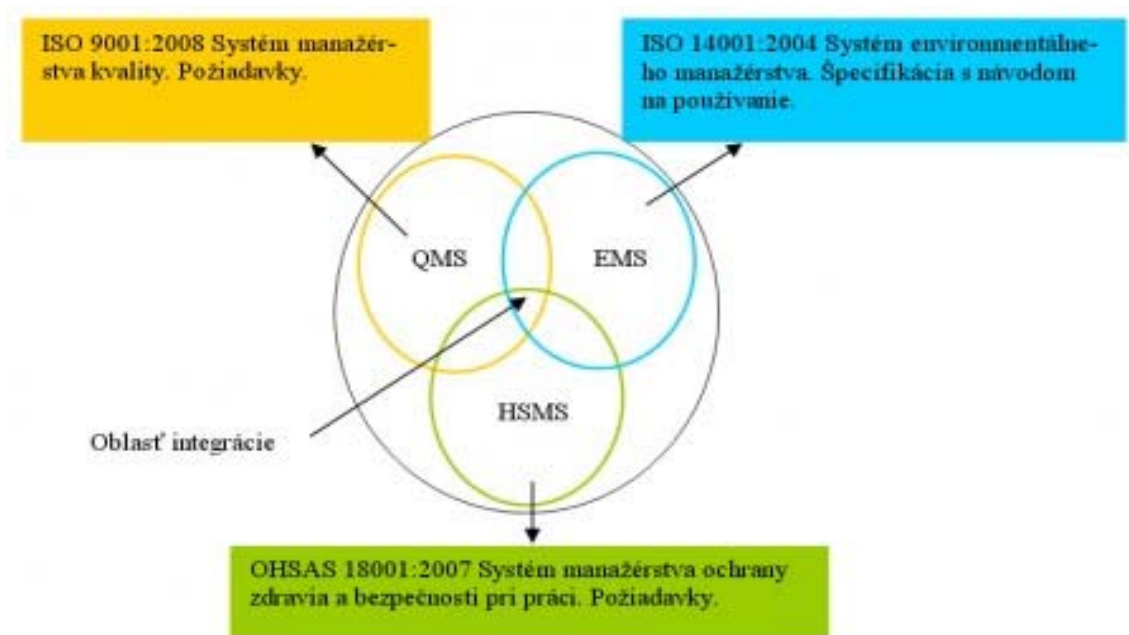 ISO 9001:2008 Systém manažér-
stva kvality. Požiadavky.
ISO 14001:2004 Systém environmentálne-
ho manažérstva. Špecifikácia s návodom
na používanie.
QMS
EMS
HSMS
Oblasť integrácie
OHSAS 18001:2007 Systém manažérstva ochrany
zdravia a bezpečnosti pri práci. Požiadavky.